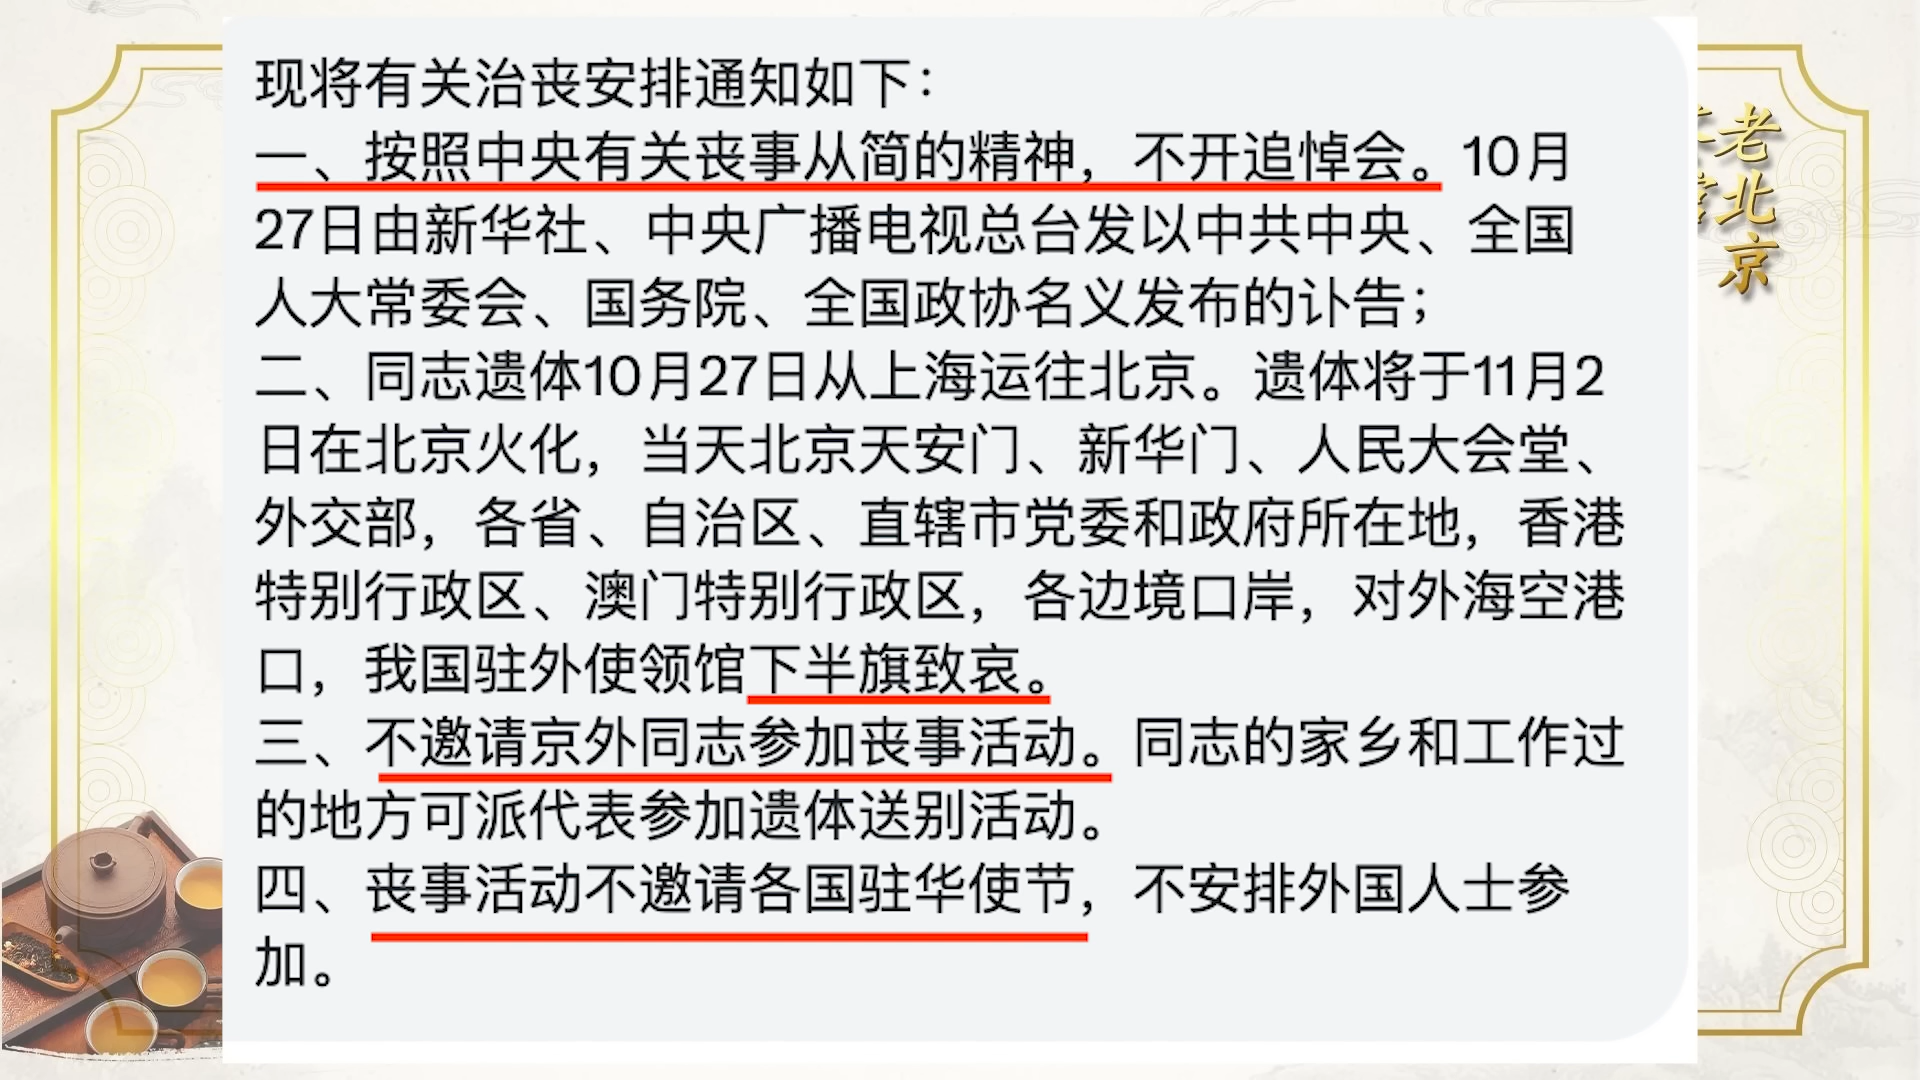 现将有关治丧安排通知如下：
一、按照中央有关丧事从简的精神，不开追悼会。10月
27日由新华社、中央广播电视总台发以中共中央、全国
人大常委会、国务院、全国政协名义发布的讣告；
二、同志遗体10月27日从上海运往北京。遗体将于11月2
日在北京火化，当天北京天安门、新华门、人民大会堂、
外交部，各省、自治区、直辖市党委和政府所在地，香港
特别行政区、澳门特别行政区，各边境口岸，对外海空港
口，我国驻外使领馆下半旗致哀。
三、不邀请京外同志参加丧事活动。同志的家乡和工作过
的地方可派代表参加遗体送别活动。
四、丧事活动不邀请各国驻华使节，不安排外国人士参
加。
老北京